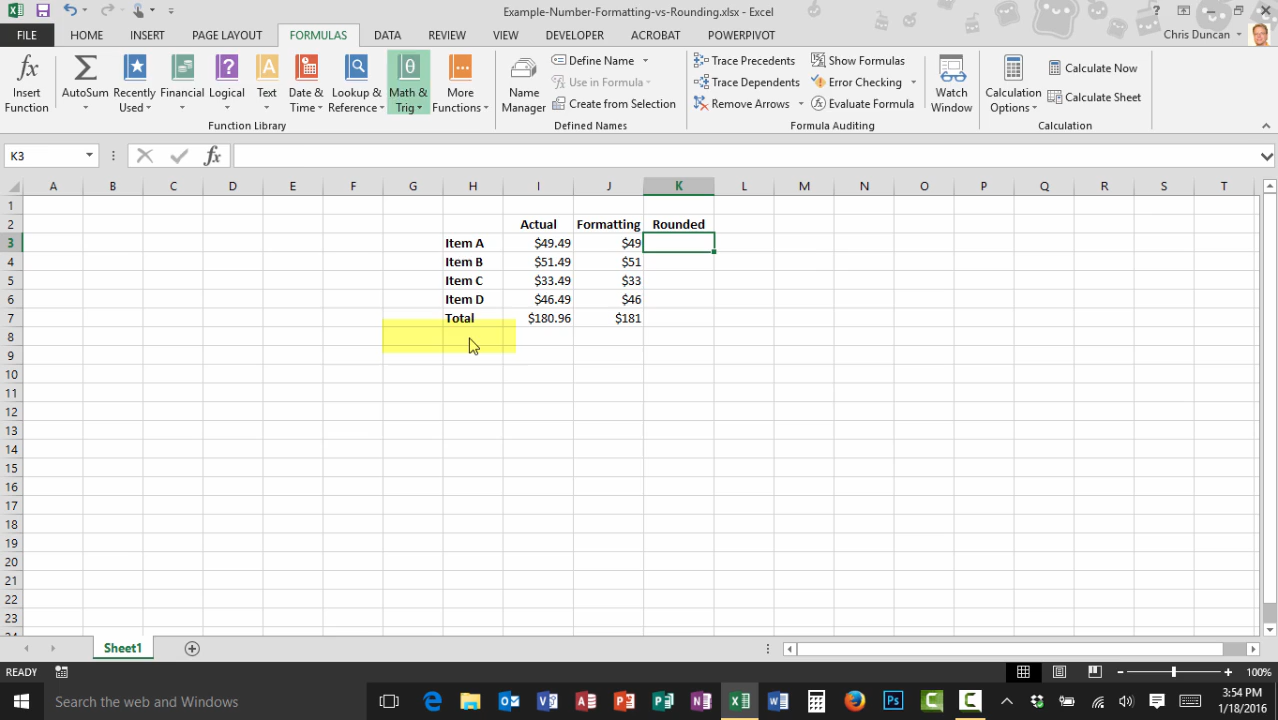 Example-Number-Formatting-vs-Rounding.xlsx - Excel
?
FILE HOME INSERT PAGE LAYOUT FORMULAS DATA REVIEW VIEW DEVELOPER ACROBAT POWERPIVOT Chris Duncan
fx Σ ? A θ
Insert Function
AutoSum
Recently Used
Financial
Logical
Text
Date & Time
Lookup & Reference
Math & Trig
More Functions
Function Library
Name Manager
Define Name
Use in Formula
Create from Selection
Defined Names
Trace Precedents
Trace Dependents
Remove Arrows
Show Formulas
Error Checking
Evaluate Formula
Formula Auditing
Watch Window
Calculation Options
Calculate Now
Calculate Sheet
Calculation
K3 fx
A B C D E F G H I J K L M N O P Q R S T
1
2 Actual Formatting Rounded
3 Item A $49.49 $49
4 Item B $51.49 $51
5 Item C $33.49 $33
6 Item D $46.49 $46
7 Total $180.96 $181
8
9
10
11
12
13
14
15
16
17
18
19
20
21
22
23
24
Sheet1
READY 100%
Search the web and Windows
3:54 PM
1/18/2016